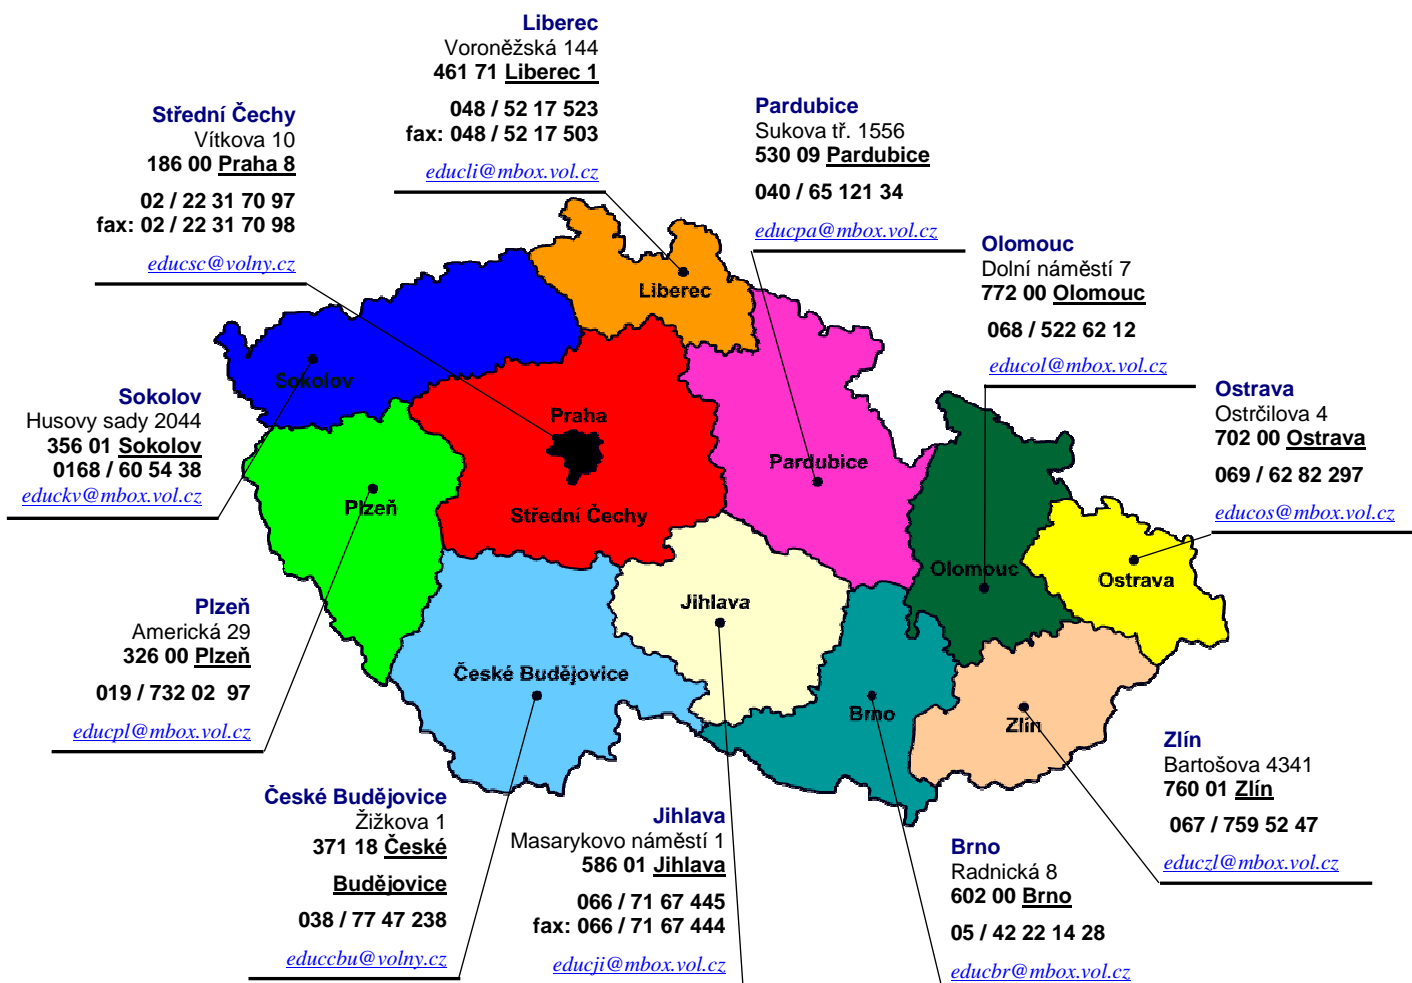 Liberec
Voroněžská 144
461 71 Liberec 1
048 / 52 17 523
fax: 048 / 52 17 503
educli@mbox.vol.cz
Střední Čechy
Vítkova 10
186 00 Praha 8
02 / 22 31 70 97
fax: 02 / 22 31 70 98
educsc@volny.cz
Pardubice
Sukova tř. 1556
530 09 Pardubice
040 / 65 121 34
educpa@mbox.vol.cz
Olomouc
Dolní náměstí 7
772 00 Olomouc
068 / 522 62 12
educol@mbox.vol.cz
Ostrava
Ostrčilova 4
702 00 Ostrava
069 / 62 82 297
educos@mbox.vol.cz
Sokolov
Husovy sady 2044
356 01 Sokolov
0168 / 60 54 38
educkv@mbox.vol.cz
Plzeň
Americká 29
326 00 Plzeň
019 / 732 02 97
educpl@mbox.vol.cz
Liberec
Sokolov
Praha
Pardubice
Plzeň
Střední Čechy
Olomouc
Ostrava
Jihlava
České Budějovice
Brno
Zlín
České Budějovice
Žižkova 1
371 18 České
Budějovice
038 / 77 47 238
educcbu@volny.cz
Jihlava
Masarykovo náměstí 1
586 01 Jihlava
066 / 71 67 445
fax: 066 / 71 67 444
educji@mbox.vol.cz
Brno
Radnická 8
602 00 Brno
05 / 42 22 14 28
educbr@mbox.vol.cz
Zlín
Bartošova 4341
760 01 Zlín
067 / 759 52 47
educzl@mbox.vol.cz